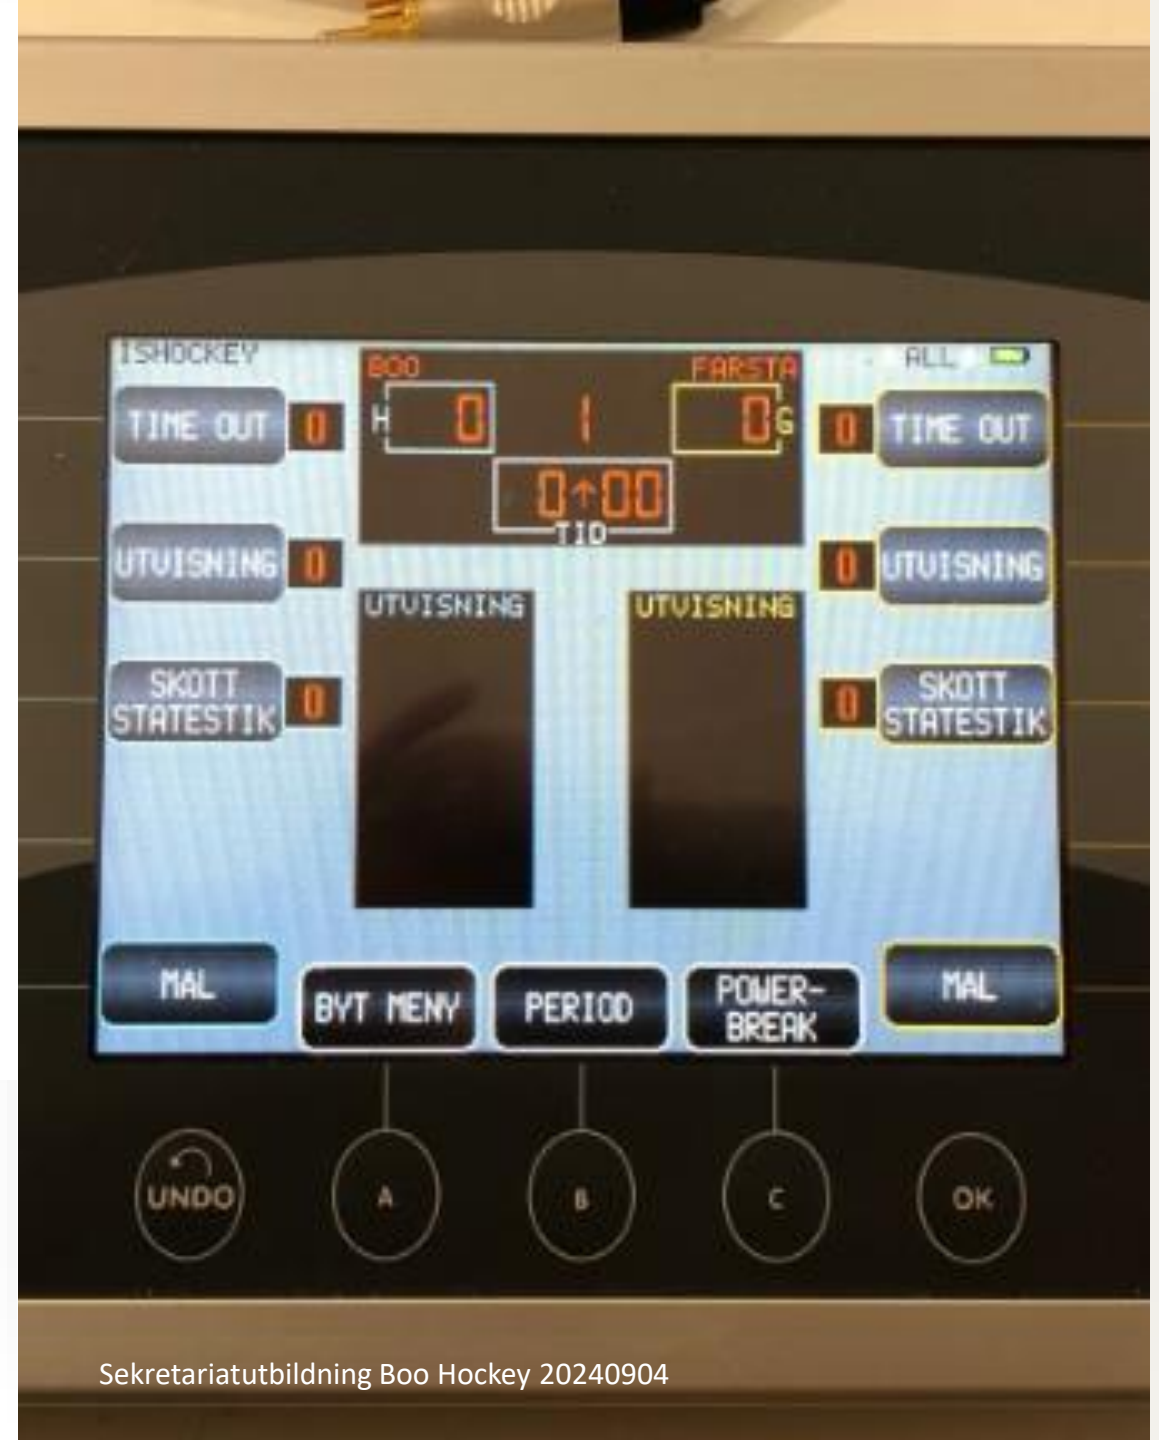 ISHOCKEY
ALL
BOO
FARSTA
TIME OUT
0
H
0
1
0
G
0
TIME OUT
0↑00
TID
UTVISNING
0
0
UTVISNING
UTVISNING
UTVISNING
SKOTT
STATESTIK
0
0
SKOTT
STATESTIK
MAL
BYT MENY
PERIOD
POWER-
BREAK
MAL
UNDO
A
B
C
OK
Sekretariatutbildning Boo Hockey 20240904